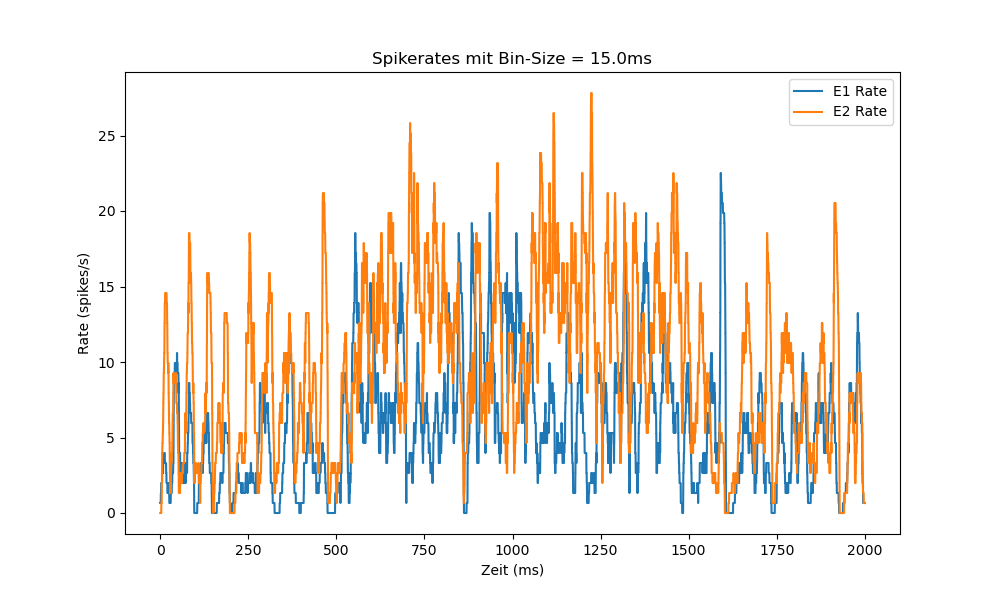 Spikerates mit Bin-Size = 15.0ms
E1 Rate
E2 Rate
25
20
15
10
5
0
Rate (spikes/s)
0 250 500 750 1000 1250 1500 1750 2000
Zeit (ms)